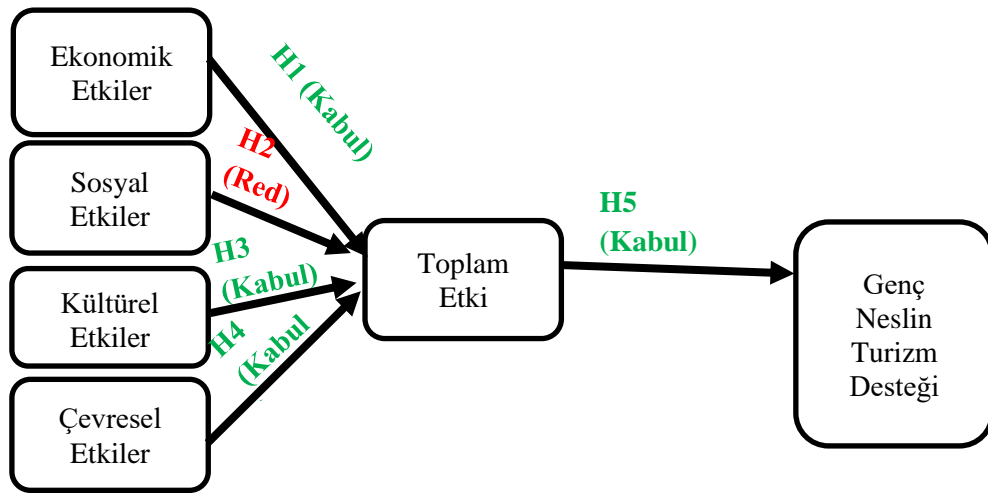 Ekonomik
Etkiler
H1 (Kabul)
Sosyal
Etkiler
H2
(Red)
Kültürel
Etkiler
H3
(Kabul)
Çevresel
Etkiler
H4
(Kabul
Toplam
Etki
H5
(Kabul)
Genç
Neslin
Turizm
Desteği